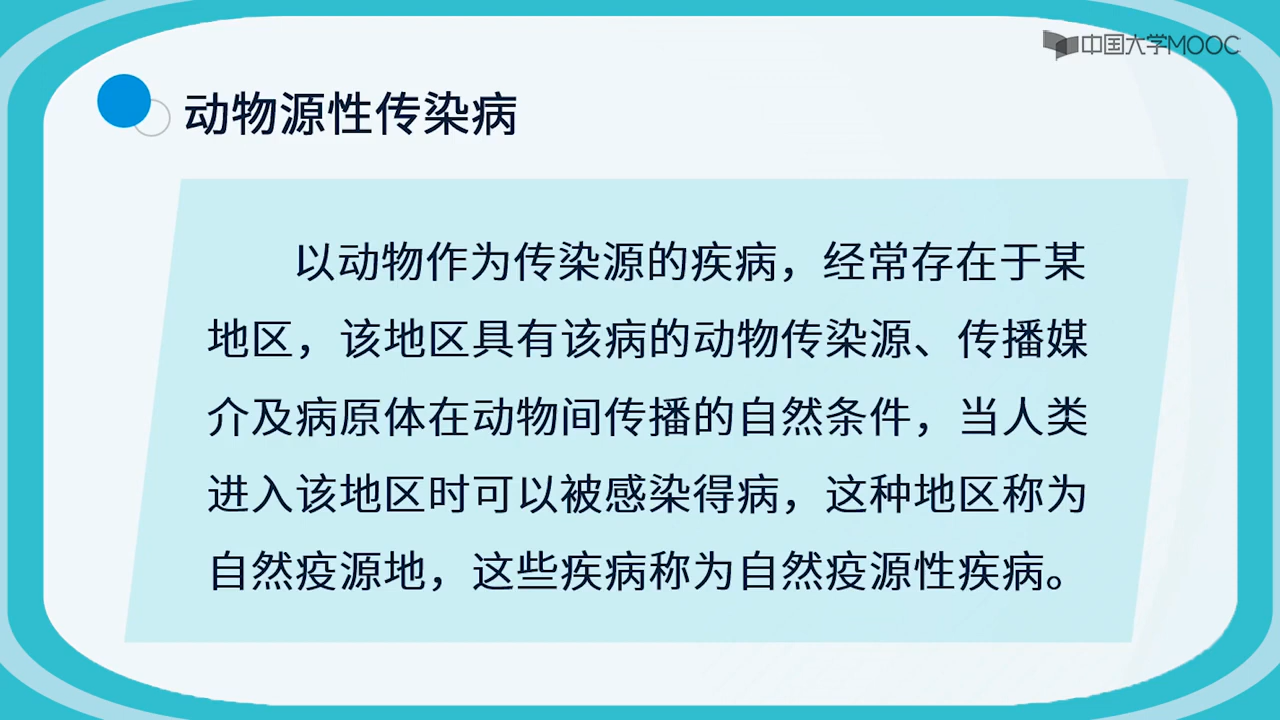 中国大学MOOC
动物源性传染病
以动物作为传染源的疾病，经常存在于某
地区，该地区具有该病的动物传染源、传播媒
介及病原体在动物间传播的自然条件，当人类
进入该地区时可以被感染得病，这种地区称为
自然疫源地，这些疾病称为自然疫源性疾病。